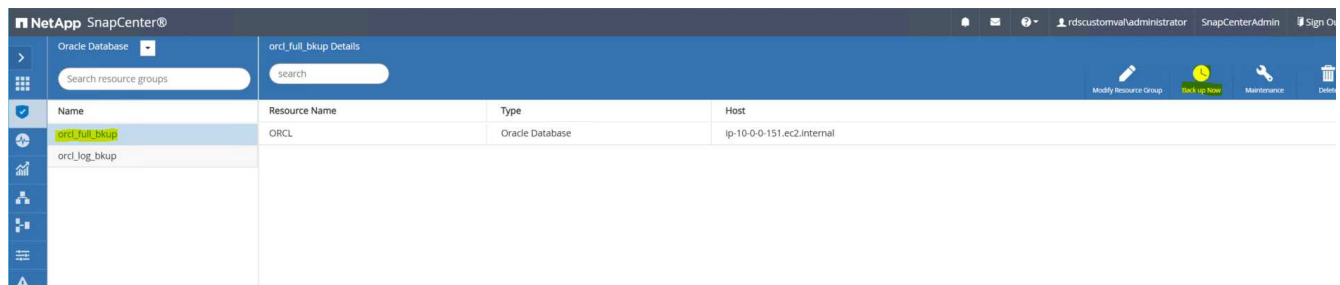 NetApp SnapCenter® rdscustomval\administrator SnapCenterAdmin Sign Ou
Oracle Database orcl_full_bkup Details
Search resource groups search
Modify Resource Group Back up Now Maintenance Delete
Name Resource Name Type Host
orcl_full_bkup ORCL Oracle Database ip-10-0-0-151.ec2.internal
orcl_log_bkup